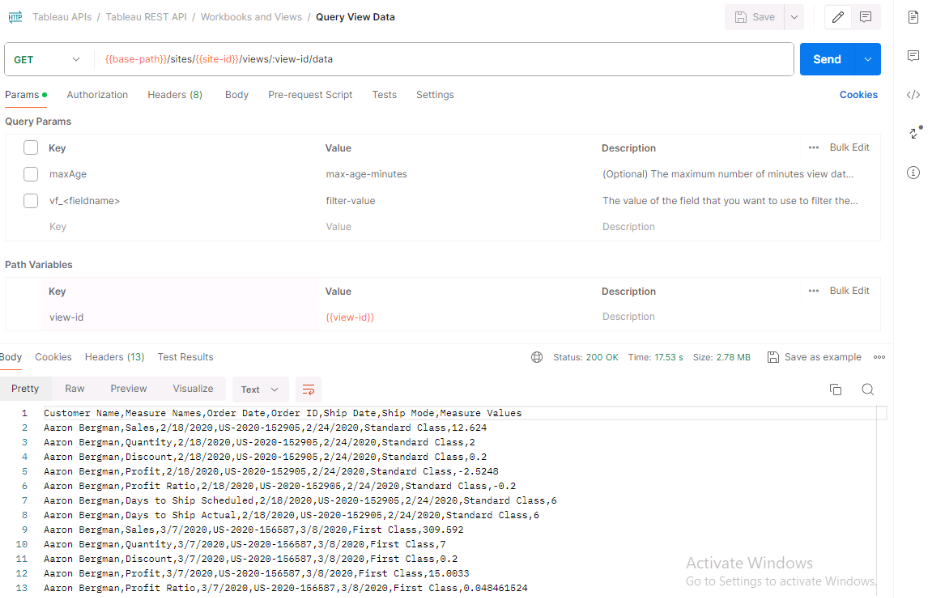 HTTP Tableau APIs / Tableau REST API / Workbooks and Views / Query View Data Save
GET {{base-path}}/sites/{{site-id}}/views/:view-id/data Send
Params Authorization Headers (8) Body Pre-request Script Tests Settings Cookies
Query Params
Key Value Description ••• Bulk Edit
maxAge max-age-minutes (Optional) The maximum number of minutes view dat...
vf_<fieldname> filter-value The value of the field that you want to use to filter the...
Key Value Description
Path Variables
Key Value Description ••• Bulk Edit
view-id {{view-id}} Description
Body Cookies Headers (13) Test Results Status: 200 OK Time: 17.53 s Size: 2.78 MB Save as example
Pretty Raw Preview Visualize Text
1 Customer Name,Measure Names,Order Date,Order ID,Ship Date,Ship Mode,Measure Values
2 Aaron Bergman,Sales,2/18/2020,US-2020-152905,2/24/2020,Standard Class,12.624
3 Aaron Bergman,Quantity,2/18/2020,US-2020-152905,2/24/2020,Standard Class,2
4 Aaron Bergman,Discount,2/18/2020,US-2020-152905,2/24/2020,Standard Class,0.2
5 Aaron Bergman,Profit,2/18/2020,US-2020-152905,2/24/2020,Standard Class,-2.5248
6 Aaron Bergman,Profit Ratio,2/18/2020,US-2020-152905,2/24/2020,Standard Class,-0.2
7 Aaron Bergman,Days to Ship Scheduled,2/18/2020,US-2020-152905,2/24/2020,Standard Class,6
8 Aaron Bergman,Days to Ship Actual,2/18/2020,US-2020-152905,2/24/2020,Standard Class,6
9 Aaron Bergman,Sales,3/7/2020,US-2020-156587,3/8/2020,First Class,309.592
10 Aaron Bergman,Quantity,3/7/2020,US-2020-156587,3/8/2020,First Class,7
11 Aaron Bergman,Discount,3/7/2020,US-2020-156587,3/8/2020,First Class,0.2
12 Aaron Bergman,Profit,3/7/2020,US-2020-156587,3/8/2020,First Class,15.0033
13 Aaron Bergman,Profit Ratio,3/7/2020,US-2020-156587,3/8/2020,First Class,0.048461524
Activate Windows
Go to Settings to activate Windows.